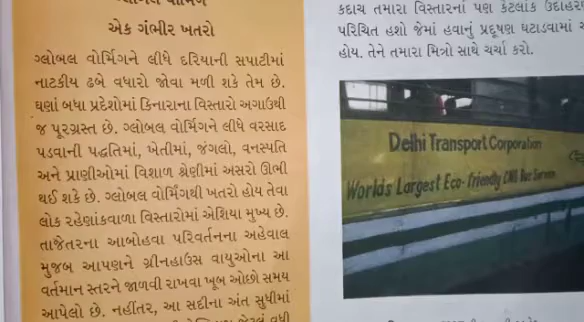 એક ગંભીર ખતરો
ગ્લોબલ વોર્મિંગને લીધે દરિયાની સપાટીમાં
નાટકીય ઢબે વધારો જોવા મળી શકે તેમ છે.
ઘણાં બધા પ્રદેશોમાં કિનારાના વિસ્તારો અગાઉથી
જ પૂરગ્રસ્ત છે. ગ્લોબલ વોર્મિંગને લીધે વરસાદ
પડવાની પદ્ધતિમાં, ખેતીમાં, જંગલો, વનસ્પતિ
અને પ્રાણીઓમાં વિશાળ શ્રેણીમાં અસરો ઊભી
થઈ શકે છે. ગ્લોબલ વોર્મિંગથી ખતરો હોય તેવા
લોક રહેણાંકવાળા વિસ્તારોમાં એશિયા મુખ્ય છે.
તાજેતરના આબોહવા પરિવર્તનના અહેવાલ
મુજબ આપણને ગ્રીનહાઉસ વાયુઓના આ
વર્તમાન સ્તરને જાળવી રાખવા ખૂબ ઓછો સમય
આપેલો છે. નહીંતર, આ સદીના અંત સુધીમાં
કદાચ તમારા વિસ્તારનાં પણ કેટલાંક
પરિચિત હશો જેમાં હવાનું પ્રદૂષણ ઘટાડવામાં
હોય. તેને તમારા મિત્રો સાથે ચર્ચા કરો.
Delhi Transport Corporation
Worlds Largest Eco-friendly CNG Bus Service